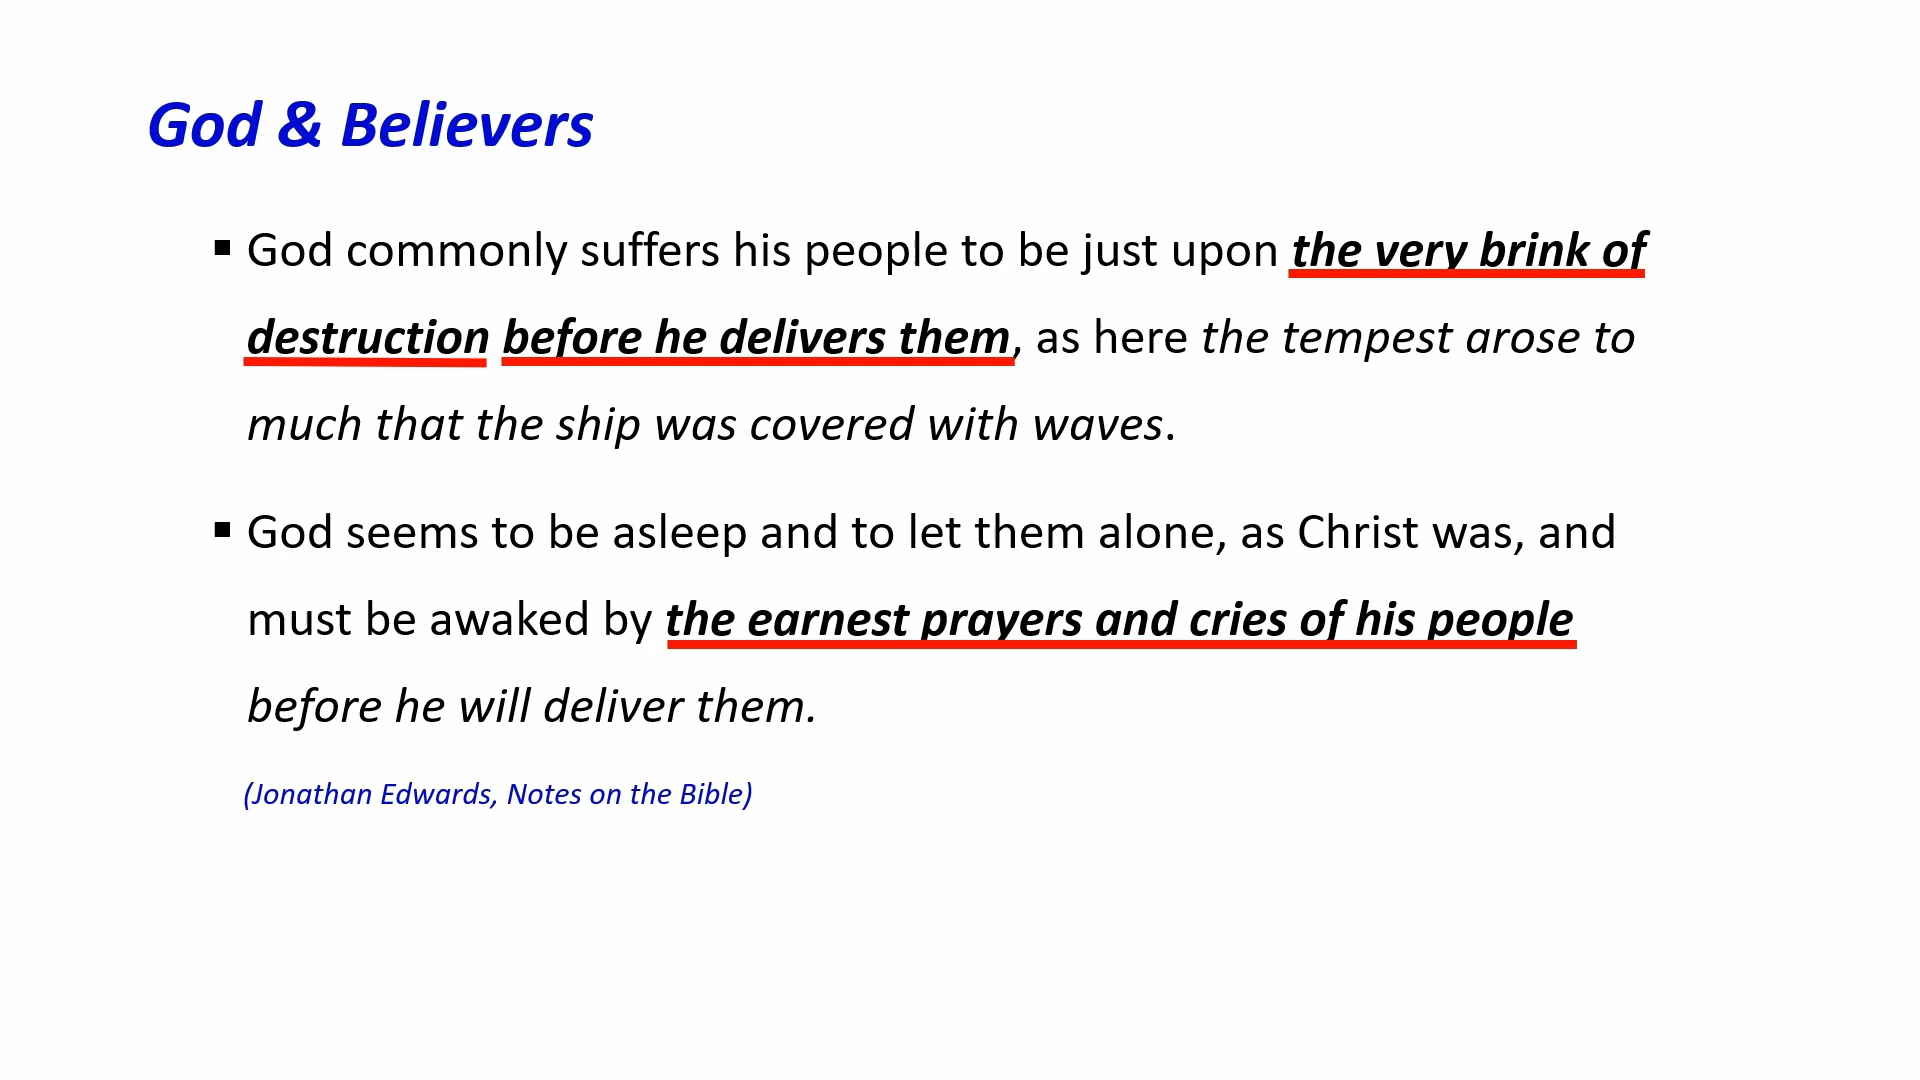 God & Believers
▪ God commonly suffers his people to be just upon the very brink of
destruction before he delivers them, as here the tempest arose to
much that the ship was covered with waves.
▪ God seems to be asleep and to let them alone, as Christ was, and
must be awaked by the earnest prayers and cries of his people
before he will deliver them.
(Jonathan Edwards, Notes on the Bible)